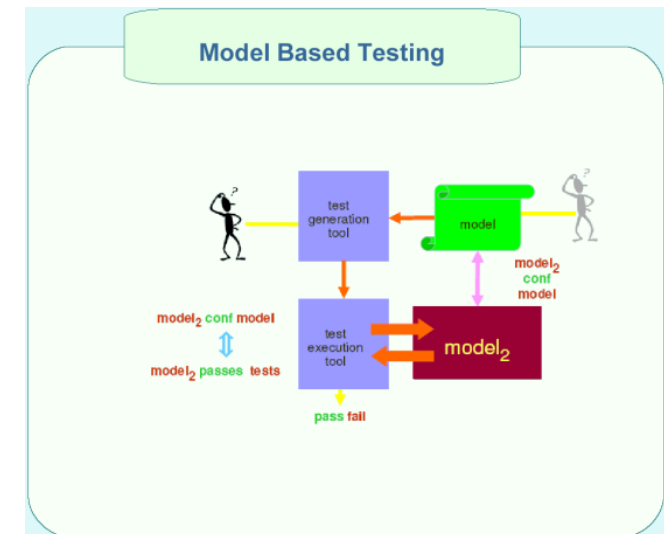 Model Based Testing
?
?
test
generation
tool
model
model₂
conf
model
model₂ conf model
model₂ passes tests
test
execution
tool
model₂
pass fail